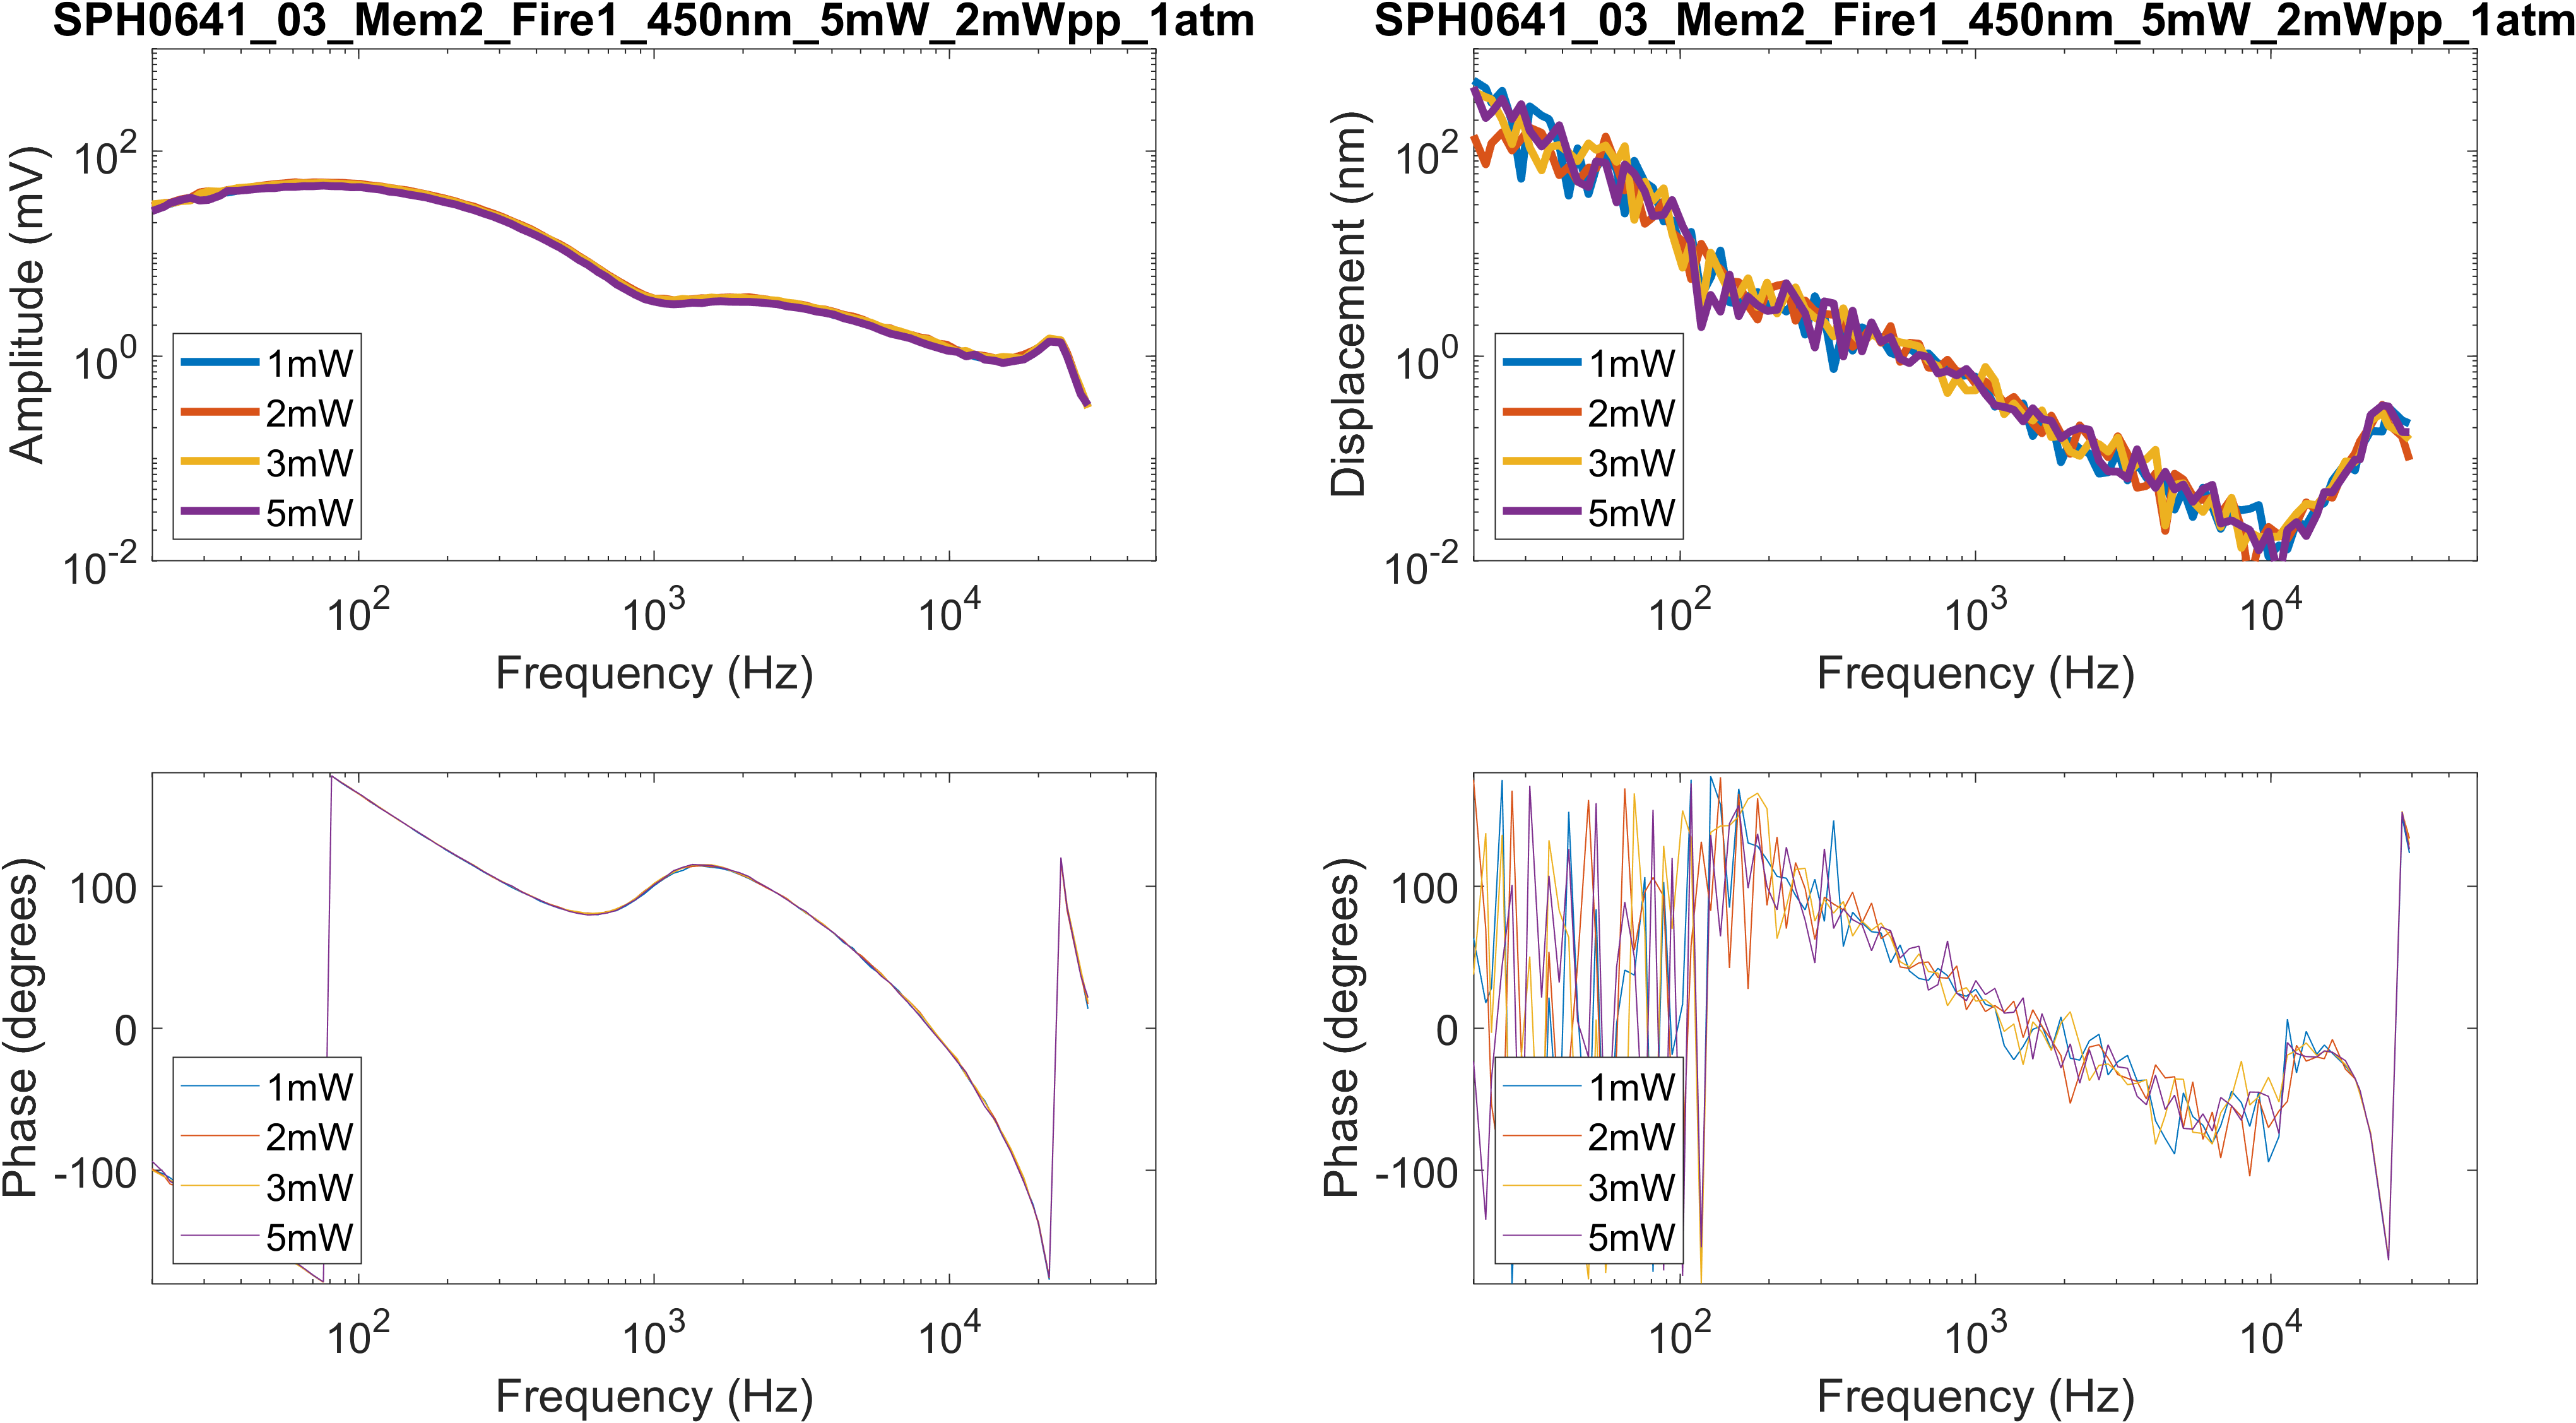 SPH0641_03_Mem2_Fire1_450nm_5mW_2mWpp_1atm
Amplitude (mV)
10^2
10^0
10^-2
1mW
2mW
3mW
5mW
10^2 10^3 10^4
Frequency (Hz)
SPH0641_03_Mem2_Fire1_450nm_5mW_2mWpp_1atm
Displacement (nm)
10^2
10^0
10^-2
1mW
2mW
3mW
5mW
10^2 10^3 10^4
Frequency (Hz)
Phase (degrees)
100
0
-100
1mW
2mW
3mW
5mW
10^2 10^3 10^4
Frequency (Hz)
Phase (degrees)
100
0
-100
1mW
2mW
3mW
5mW
10^2 10^3 10^4
Frequency (Hz)